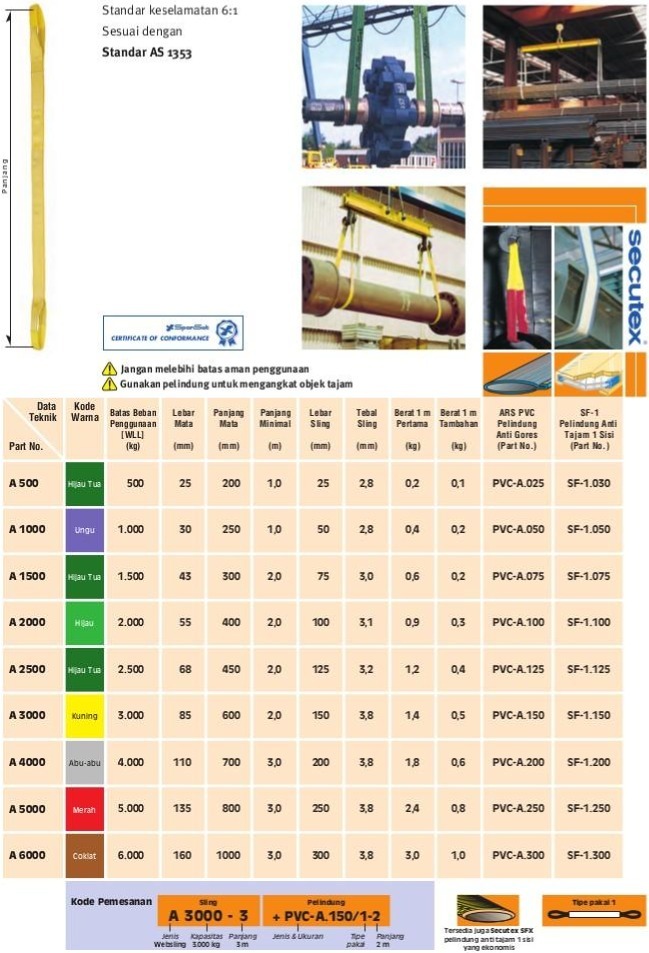 Standar keselamatan 6:1
Sesuai dengan
Standar AS 1353
Panjang
secutex®
SpanSet
CERTIFICATE OF CONFORMANCE
Jangan melebihi batas aman penggunaan
Gunakan pelindung untuk mengangkat objek tajam
Data Teknik Kode Warna Batas Beban Penggunaan [WLL] (kg) Lebar Mata (mm) Panjang Mata (mm) Panjang Minimal (m) Lebar Sling (mm) Tebal Sling (mm) Berat 1 m Pertama (kg) Berat 1 m Tambahan (kg) ARS PVC Pelindung Anti Gores (Part No.) SF-1 Pelindung Anti Tajam 1 Sisi (Part No.)
Part No.
A 500 Hijau Tua 500 25 200 1,0 25 2,8 0,2 0,1 PVC-A.025 SF-1.030
A 1000 Ungu 1.000 30 250 1,0 50 2,8 0,4 0,2 PVC-A.050 SF-1.050
A 1500 Hijau Tua 1.500 43 300 2,0 75 3,0 0,6 0,2 PVC-A.075 SF-1.075
A 2000 Hijau 2.000 55 400 2,0 100 3,1 0,9 0,3 PVC-A.100 SF-1.100
A 2500 Hijau Tua 2.500 68 450 2,0 125 3,2 1,2 0,4 PVC-A.125 SF-1.125
A 3000 Kuning 3.000 85 600 2,0 150 3,8 1,4 0,5 PVC-A.150 SF-1.150
A 4000 Abu-abu 4.000 110 700 3,0 200 3,8 1,8 0,6 PVC-A.200 SF-1.200
A 5000 Merah 5.000 135 800 3,0 250 3,8 2,4 0,8 PVC-A.250 SF-1.250
A 6000 Coklat 6.000 160 1000 3,0 300 3,8 3,0 1,0 PVC-A.300 SF-1.300
Kode Pemesanan
Sling Pelindung
A 3000 - 3 + PVC-A.150/1-2
Jenis Websling Kapasitas 3.000 kg Panjang 3 m Jenis & Ukuran Tipe pakai Panjang 2 m
Tersedia juga Secutex SFX
pelindung anti tajam 1 sisi
yang ekonomis
Tipe pakai 1